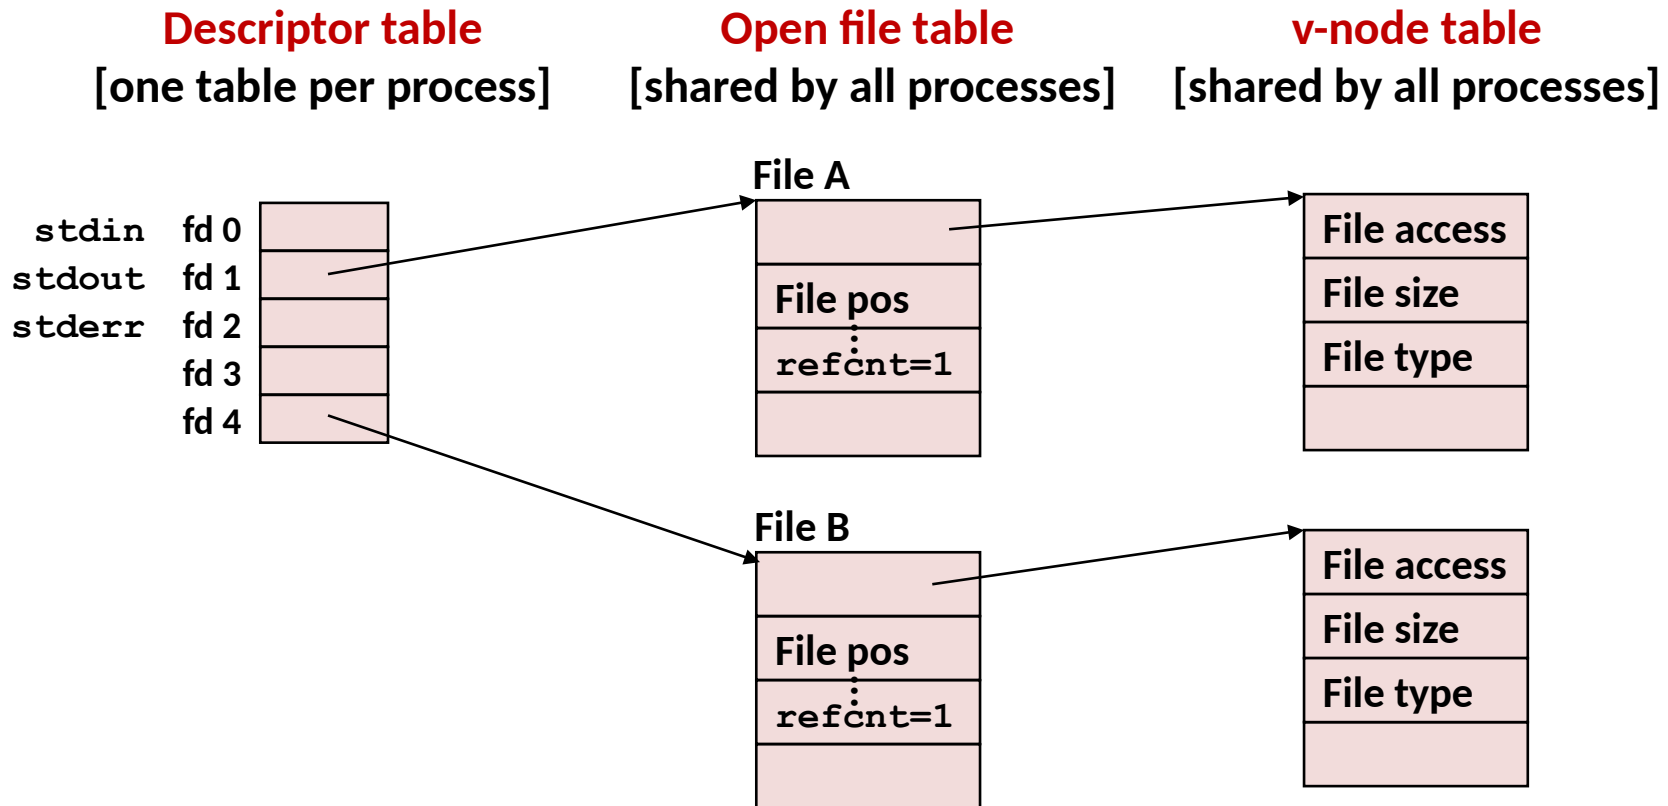 Descriptor table
[one table per process]
Open file table
[shared by all processes]
v-node table
[shared by all processes]
stdin fd 0
stdout fd 1
stderr fd 2
fd 3
fd 4
File A
File pos
refcnt=1
File access
File size
File type
File B
File pos
refcnt=1
File access
File size
File type